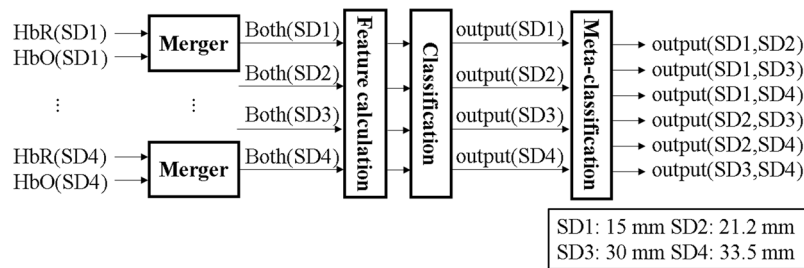 HbR(SD1)
HbO(SD1)
Merger
Both(SD1)
Both(SD2)
Both(SD3)
HbR(SD4)
HbO(SD4)
Merger
Both(SD4)
Feature calculation
Classification
output(SD1)
output(SD2)
output(SD3)
output(SD4)
Meta-classification
output(SD1,SD2)
output(SD1,SD3)
output(SD1,SD4)
output(SD2,SD3)
output(SD2,SD4)
output(SD3,SD4)
SD1: 15 mm SD2: 21.2 mm
SD3: 30 mm SD4: 33.5 mm